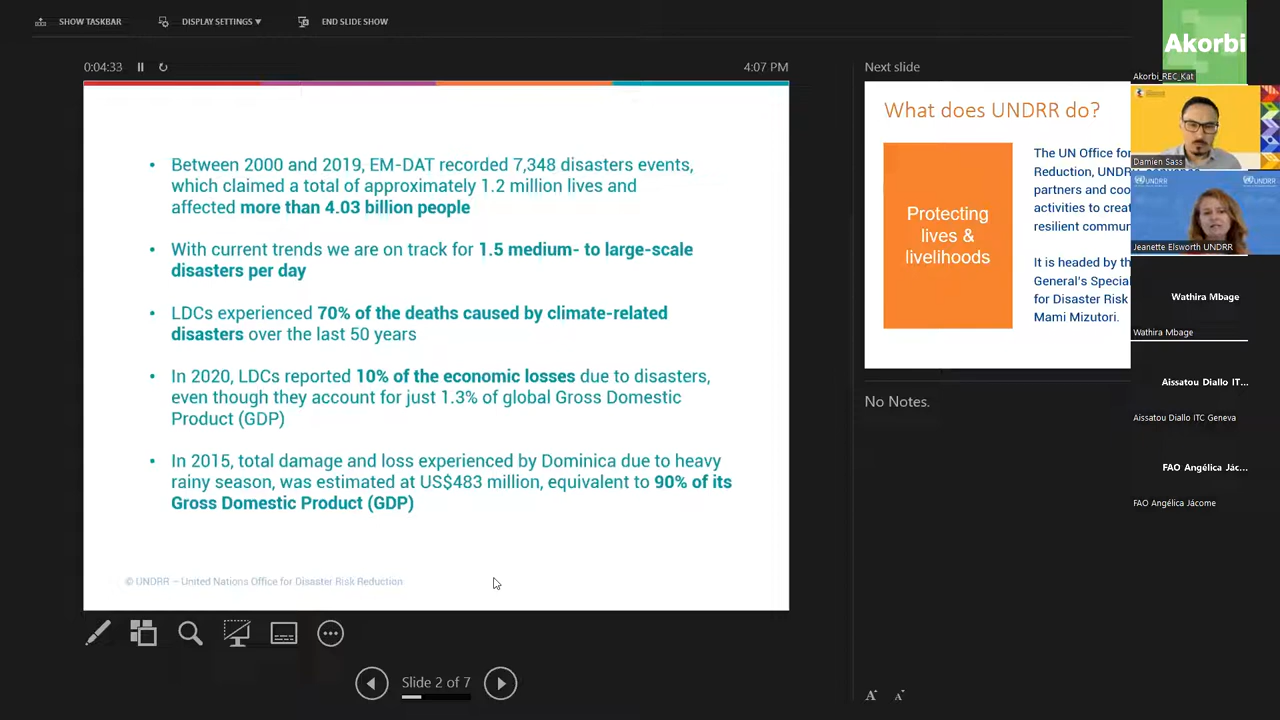 SHOW TASKBAR
DISPLAY SETTINGS
END SLIDE SHOW
0:04:33
4:07 PM
• Between 2000 and 2019, EM-DAT recorded 7,348 disasters events,
which claimed a total of approximately 1.2 million lives and
affected more than 4.03 billion people
• With current trends we are on track for 1.5 medium- to large-scale
disasters per day
• LDCs experienced 70% of the deaths caused by climate-related
disasters over the last 50 years
• In 2020, LDCs reported 10% of the economic losses due to disasters,
even though they account for just 1.3% of global Gross Domestic
Product (GDP)
• In 2015, total damage and loss experienced by Dominica due to heavy
rainy season, was estimated at US$483 million, equivalent to 90% of its
Gross Domestic Product (GDP)
© UNDRR – United Nations Office for Disaster Risk Reduction
Slide 2 of 7
Next slide
What does UNDRR do?
Protecting
lives &
livelihoods
The UN Office for
Reduction, UNDR
partners and coo
activities to creat
resilient commun
It is headed by th
General's Special
for Disaster Risk
Mami Mizutori.
No Notes.
A A
Akorbi
Akorbi_REC_Kat
Damien Sass
UNDRR
UNDRR
Jeanette Elsworth UNDRR
Wathira Mbage
Wathira Mbage
Aissatou Diallo IT...
Aissatou Diallo ITC Geneva
FAO Angélica Jác...
FAO Angélica Jácome